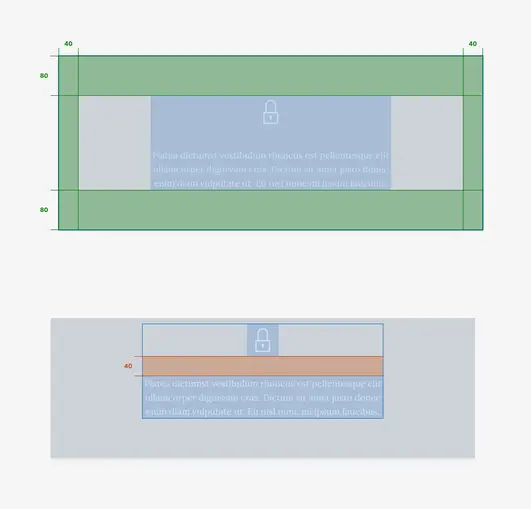 40
40
80
Platea dictumst vestibulum rhoncus est pellentesque elit
ullamcorper dignissim cras. Dictum sit amet justo donec
enim diam vulputate ut. Eu nisl nunc mi ipsum faucibus.
80
40
Platea dictumst vestibulum rhoncus est pellentesque elit
ullamcorper dignissim cras. Dictum sit amet justo donec
enim diam vulputate ut. Eu nisl nunc mi ipsum faucibus.